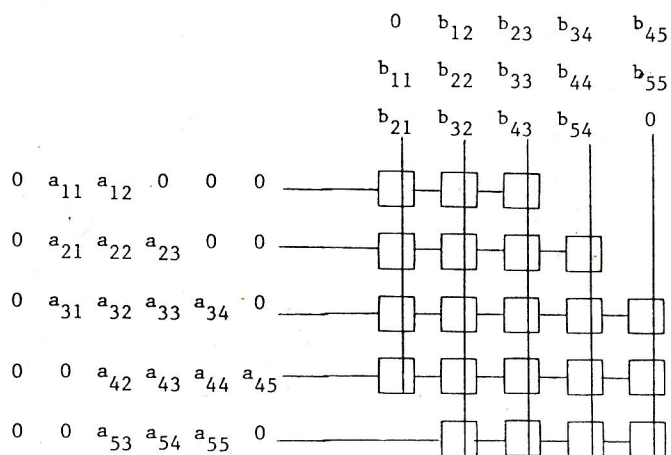 0 b12 b23 b34 b45
b11 b22 b33 b44 b55
b21 b32 b43 b54 0
0 a11 a12 0 0 0
0 a21 a22 a23 0 0
0 a31 a32 a33 a34 0
0 0 a42 a43 a44 a45
0 0 a53 a54 a55 0